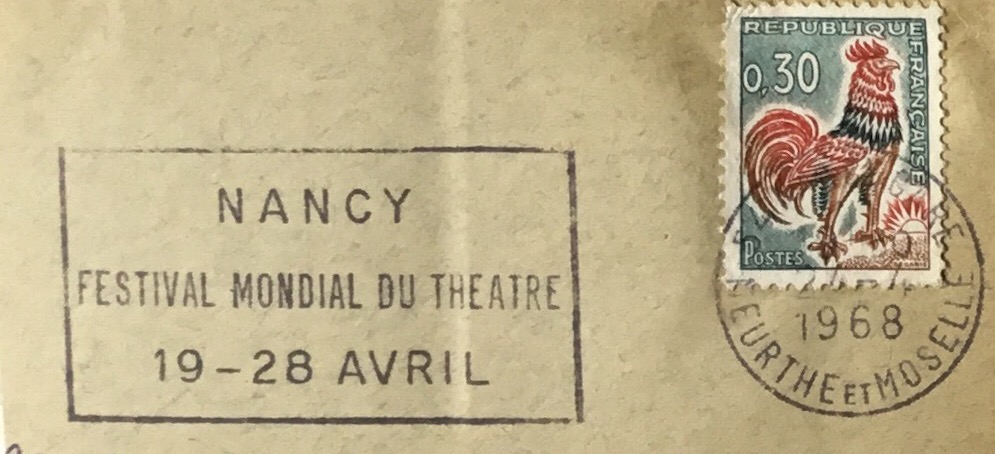 NANCY
FESTIVAL MONDIAL DU THEATRE
19-28 AVRIL
REPUBLIQUE
FRANÇAISE
0,30
POSTES
1968
MEURTHE ET MOSELLE